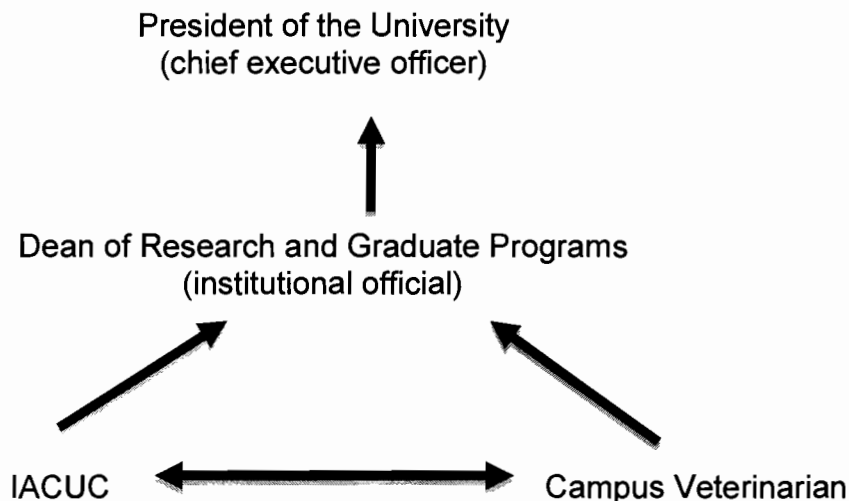 President of the University
(chief executive officer)
Dean of Research and Graduate Programs
(institutional official)
IACUC
Campus Veterinarian